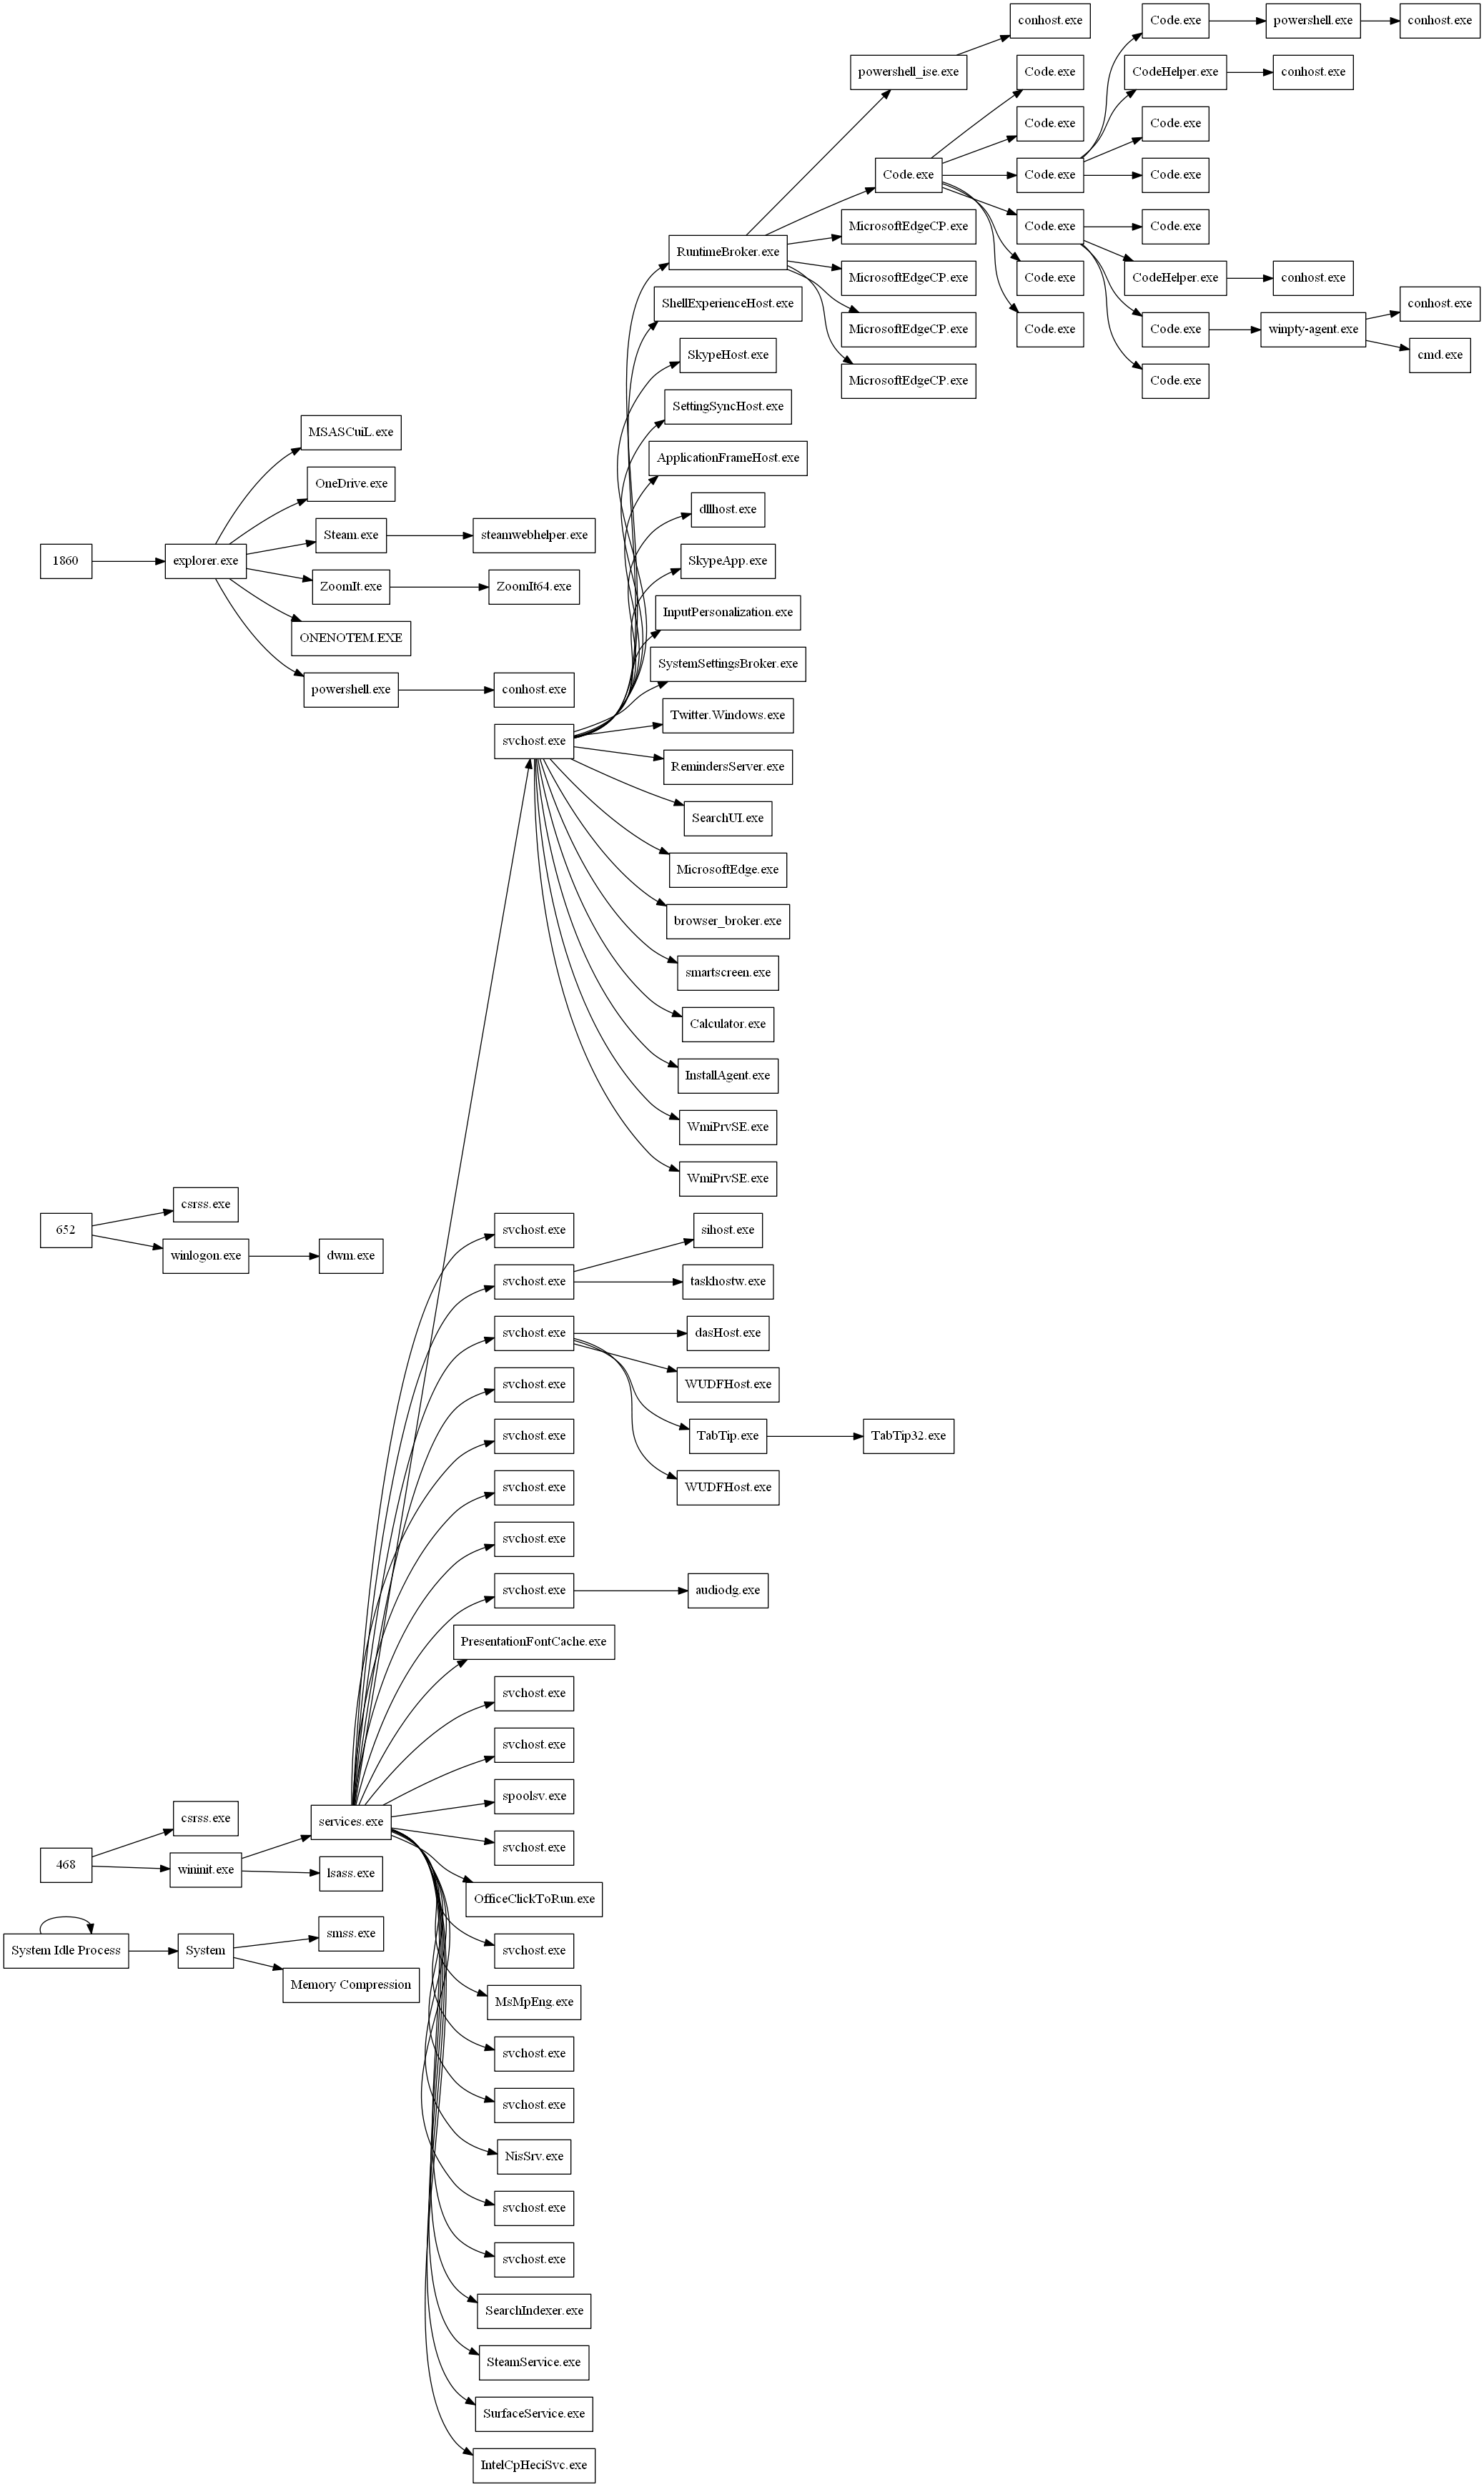 conhost.exe
Code.exe
powershell.exe
conhost.exe
powershell_ise.exe
Code.exe
CodeHelper.exe
conhost.exe
Code.exe
Code.exe
Code.exe
Code.exe
Code.exe
Code.exe
Code.exe
MicrosoftEdgeCP.exe
Code.exe
RuntimeBroker.exe
MicrosoftEdgeCP.exe
Code.exe
CodeHelper.exe
conhost.exe
ShellExperienceHost.exe
conhost.exe
MicrosoftEdgeCP.exe
Code.exe
Code.exe
winpty-agent.exe
SkypeHost.exe
cmd.exe
MicrosoftEdgeCP.exe
Code.exe
SettingSyncHost.exe
MSASCuiL.exe
ApplicationFrameHost.exe
OneDrive.exe
dllhost.exe
Steam.exe
steamwebhelper.exe
1860
explorer.exe
SkypeApp.exe
ZoomIt.exe
ZoomIt64.exe
InputPersonalization.exe
ONENOTEM.EXE
SystemSettingsBroker.exe
powershell.exe
conhost.exe
Twitter.Windows.exe
svchost.exe
RemindersServer.exe
SearchUI.exe
MicrosoftEdge.exe
browser_broker.exe
smartscreen.exe
Calculator.exe
InstallAgent.exe
WmiPrvSE.exe
WmiPrvSE.exe
csrss.exe
652
svchost.exe
sihost.exe
winlogon.exe
dwm.exe
svchost.exe
taskhostw.exe
svchost.exe
dasHost.exe
svchost.exe
WUDFHost.exe
svchost.exe
TabTip.exe
TabTip32.exe
svchost.exe
WUDFHost.exe
svchost.exe
svchost.exe
audiodg.exe
PresentationFontCache.exe
svchost.exe
svchost.exe
spoolsv.exe
csrss.exe
services.exe
svchost.exe
468
wininit.exe
lsass.exe
OfficeClickToRun.exe
smss.exe
System Idle Process
System
svchost.exe
Memory Compression
MsMpEng.exe
svchost.exe
svchost.exe
NisSrv.exe
svchost.exe
svchost.exe
SearchIndexer.exe
SteamService.exe
SurfaceService.exe
IntelCpHeciSvc.exe